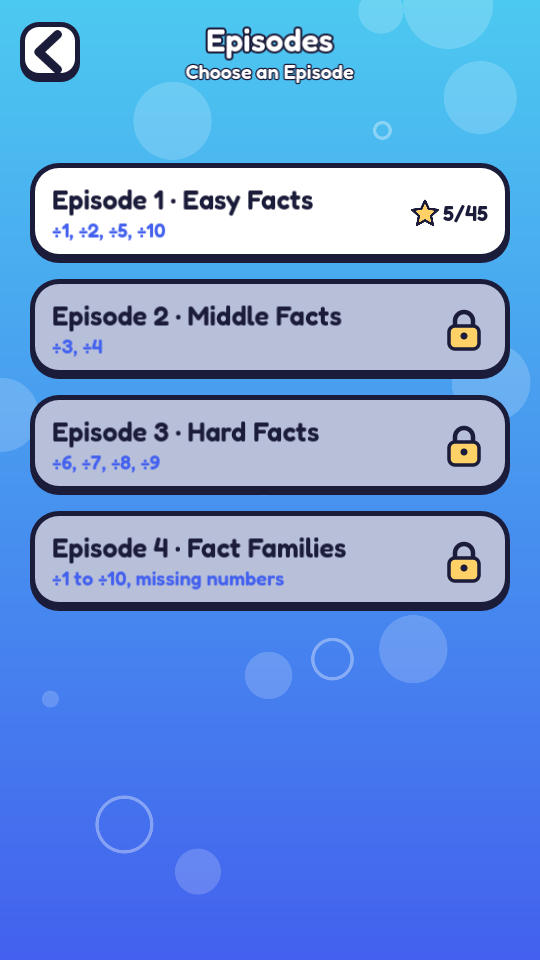 Episodes
Choose an Episode
Episode 1 · Easy Facts
÷1, ÷2, ÷5, ÷10
5/45
Episode 2 · Middle Facts
÷3, ÷4
Episode 3 · Hard Facts
÷6, ÷7, ÷8, ÷9
Episode 4 · Fact Families
÷1 to ÷10, missing numbers